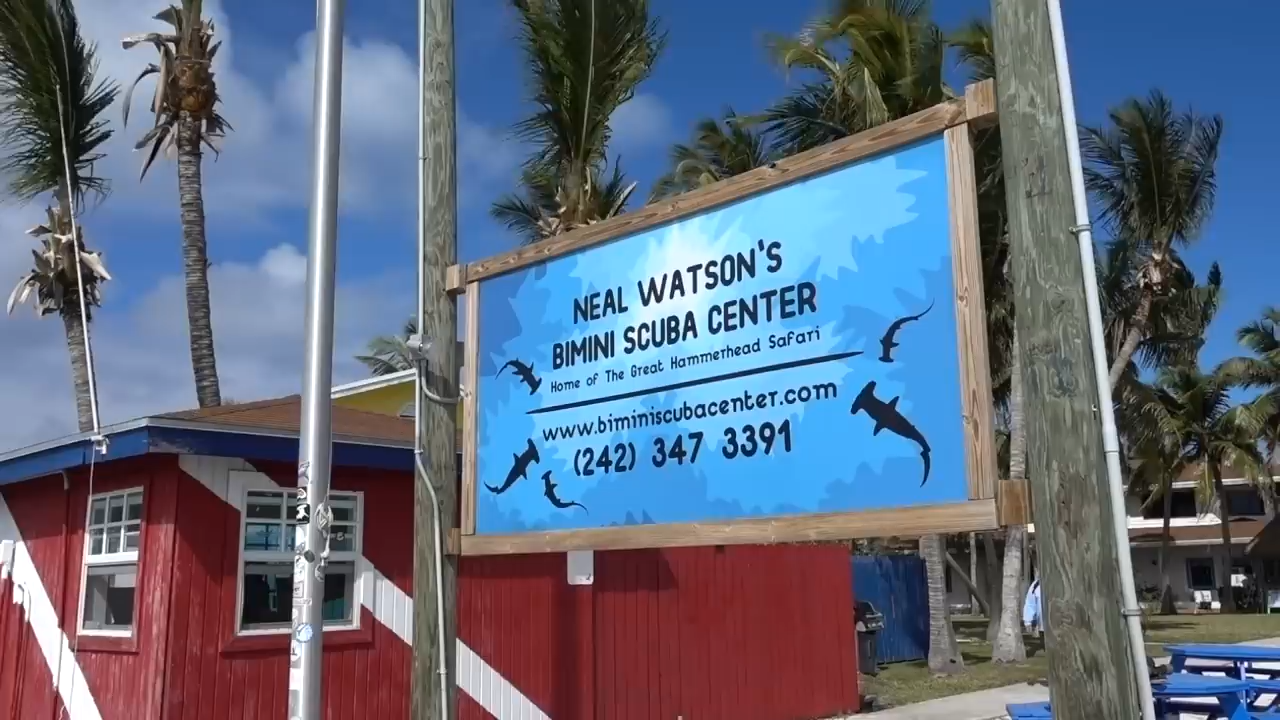 NEAL WATSON'S
BIMINI SCUBA CENTER
Home of The Great Hammerhead Safari
www.biminiscubacenter.com
(242) 347 3391